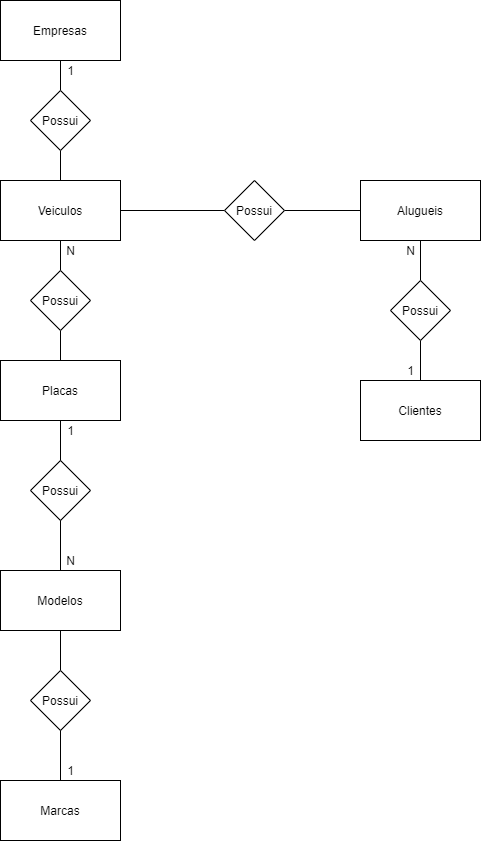 Empresas
1
Possui
Veiculos
Possui
Alugueis
N
N
Possui
Possui
1
Placas
Clientes
1
Possui
N
Modelos
Possui
1
Marcas